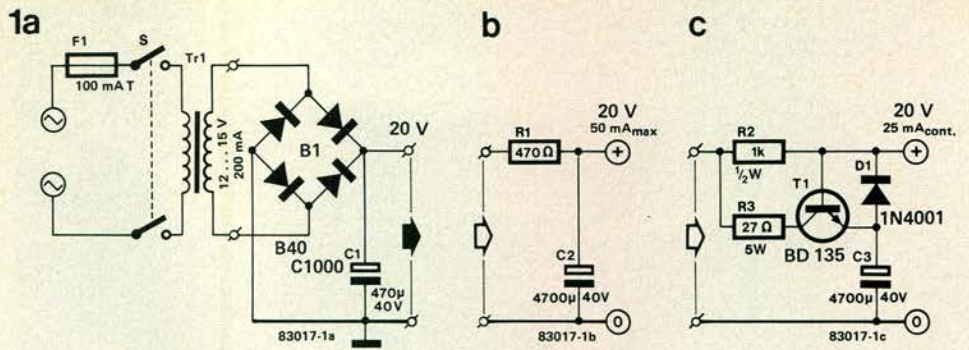 1a
F1
100 mA T
S
Tr1
12 ... 15 V
200 mA
B1
B40
C1000
20 V
C1
470µ
40V
83017-1a
b
R1
470Ω
20 V
50 mAmax
+
C2
4700µ 40V
0
83017-1b
c
R2
1k
½W
R3
27 Ω
5W
T1
BD 135
D1
1N4001
20 V
25 mAcont.
+
C3
4700µ 40V
0
83017-1c